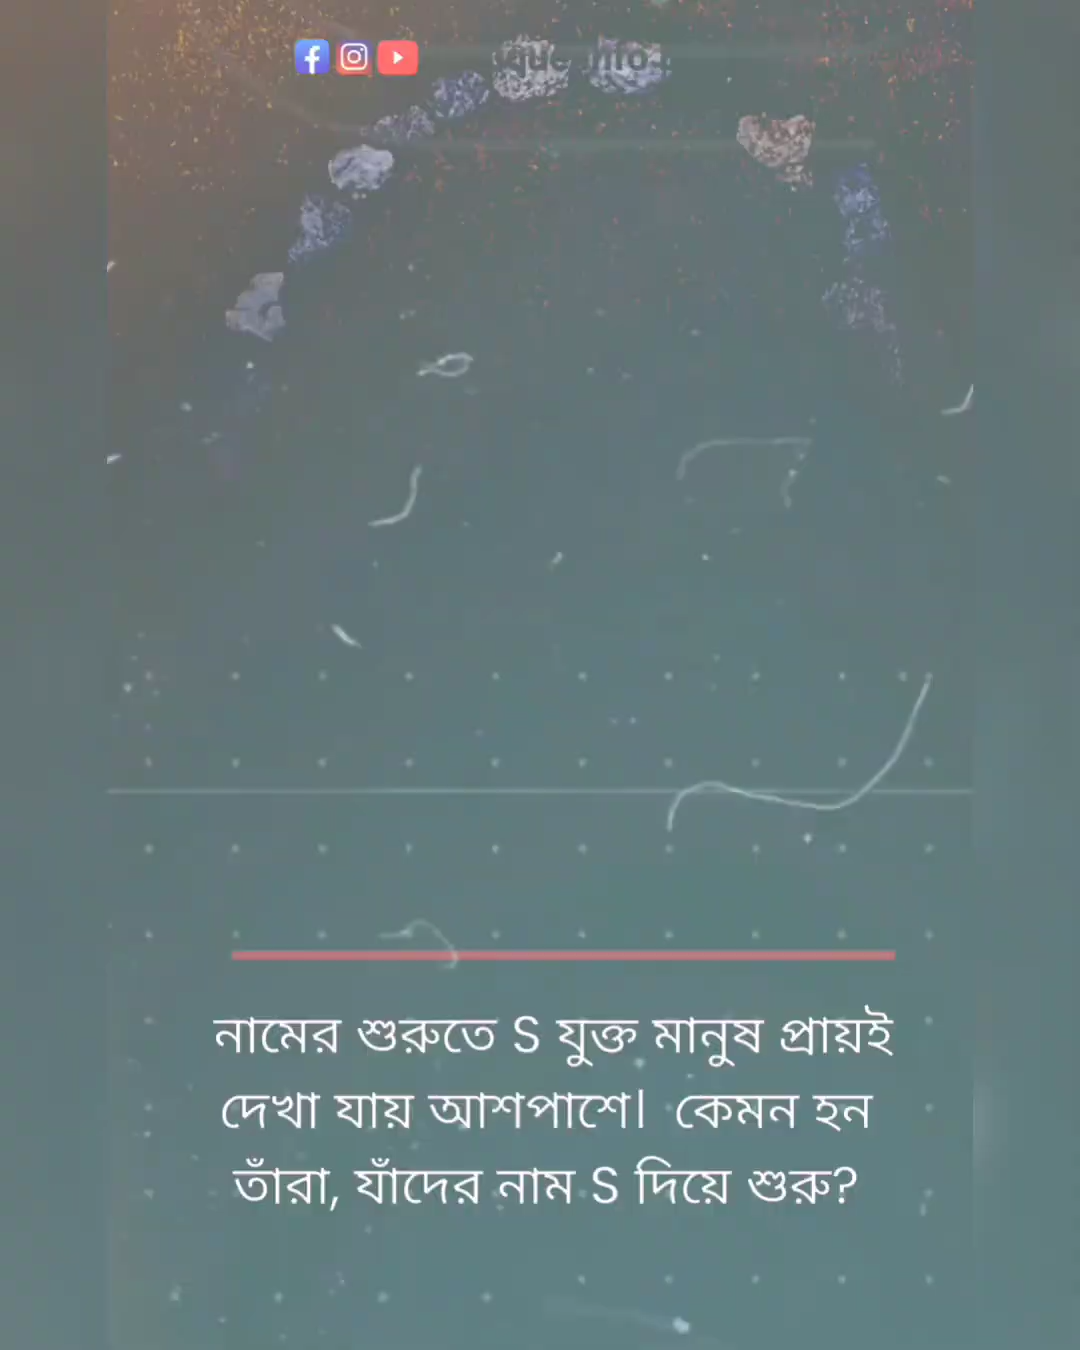 নামের শুরুতে S যুক্ত মানুষ প্রায়ই
দেখা যায় আশপাশে। কেমন হন
তাঁরা, যাঁদের নাম S দিয়ে শুরু?